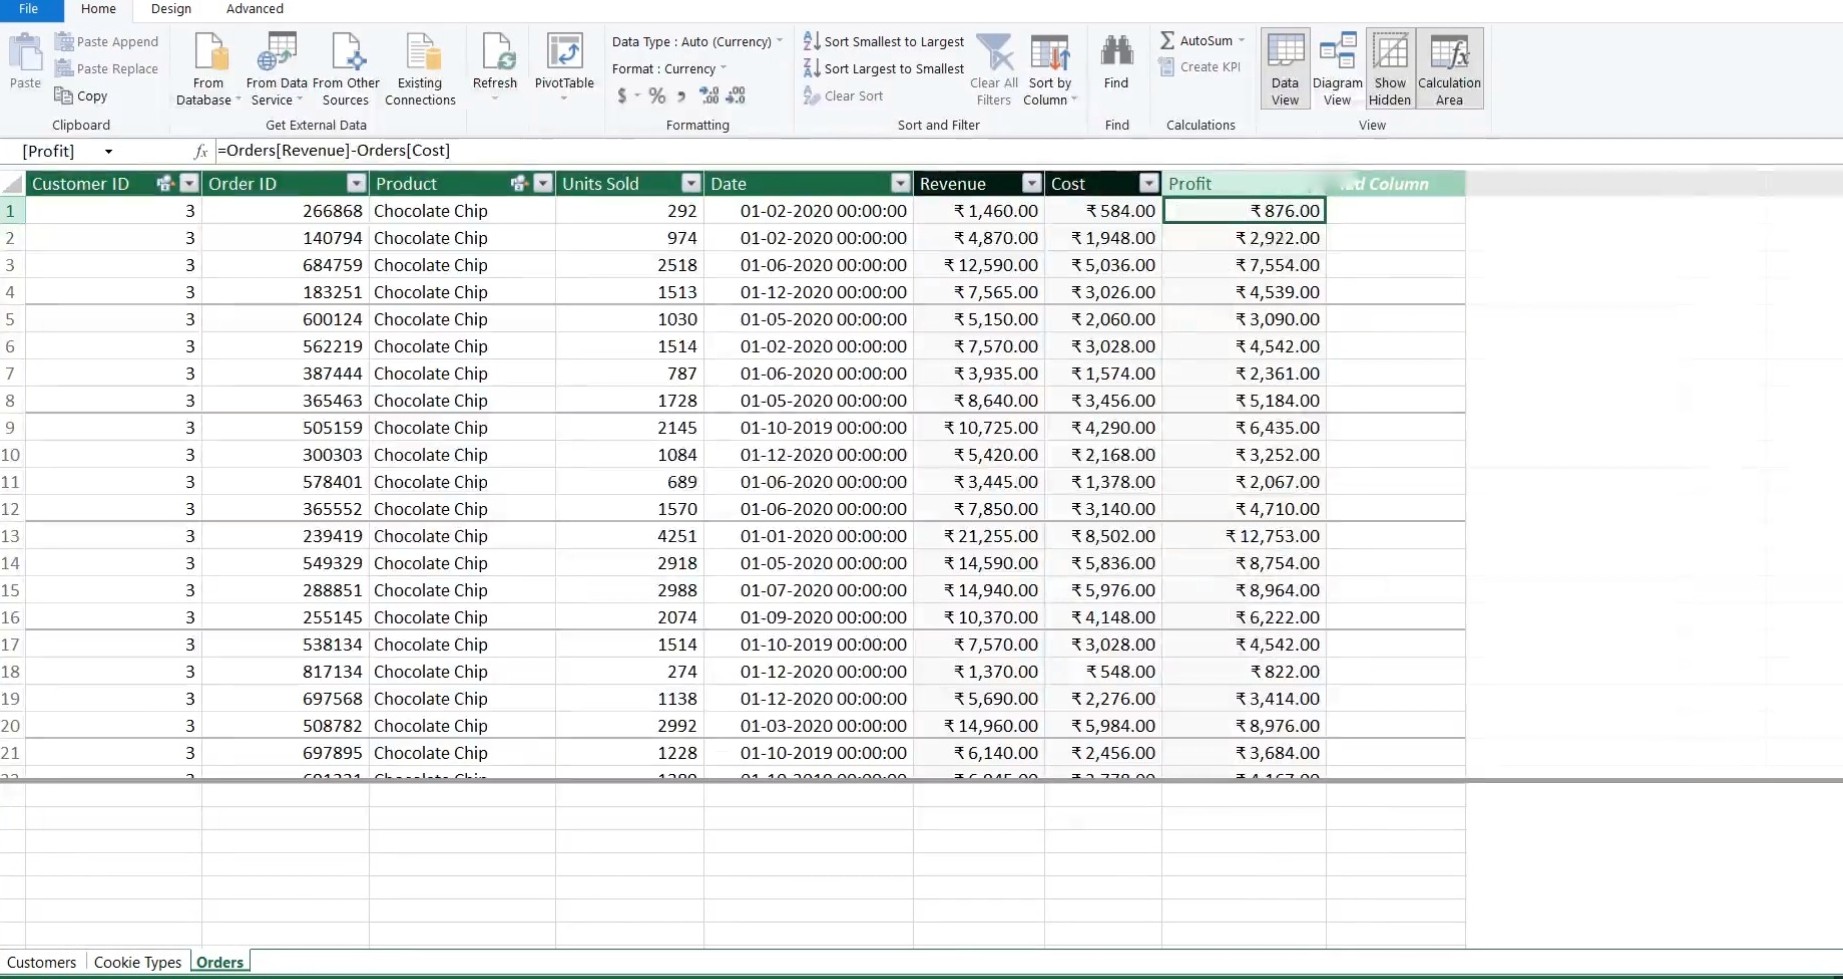 File Home Design Advanced
Paste Append Data Type : Auto (Currency) Sort Smallest to Largest AutoSum
Paste Replace Format : Currency Sort Largest to Smallest Create KPI
Paste Copy From Database From Data Service From Other Sources Existing Connections Refresh PivotTable $ % Clear Sort Clear All Filters Sort by Column Find Data View Diagram View Show Hidden Calculation Area
Clipboard Get External Data Formatting Sort and Filter Find Calculations View
[Profit] fx =Orders[Revenue]-Orders[Cost]
Customer ID Order ID Product Units Sold Date Revenue Cost Profit Column
1 3 266868 Chocolate Chip 292 01-02-2020 00:00:00 ₹ 1,460.00 ₹ 584.00 ₹ 876.00
2 3 140794 Chocolate Chip 974 01-02-2020 00:00:00 ₹ 4,870.00 ₹ 1,948.00 ₹ 2,922.00
3 3 684759 Chocolate Chip 2518 01-06-2020 00:00:00 ₹ 12,590.00 ₹ 5,036.00 ₹ 7,554.00
4 3 183251 Chocolate Chip 1513 01-12-2020 00:00:00 ₹ 7,565.00 ₹ 3,026.00 ₹ 4,539.00
5 3 600124 Chocolate Chip 1030 01-05-2020 00:00:00 ₹ 5,150.00 ₹ 2,060.00 ₹ 3,090.00
6 3 562219 Chocolate Chip 1514 01-02-2020 00:00:00 ₹ 7,570.00 ₹ 3,028.00 ₹ 4,542.00
7 3 387444 Chocolate Chip 787 01-06-2020 00:00:00 ₹ 3,935.00 ₹ 1,574.00 ₹ 2,361.00
8 3 365463 Chocolate Chip 1728 01-05-2020 00:00:00 ₹ 8,640.00 ₹ 3,456.00 ₹ 5,184.00
9 3 505159 Chocolate Chip 2145 01-10-2019 00:00:00 ₹ 10,725.00 ₹ 4,290.00 ₹ 6,435.00
10 3 300303 Chocolate Chip 1084 01-12-2020 00:00:00 ₹ 5,420.00 ₹ 2,168.00 ₹ 3,252.00
11 3 578401 Chocolate Chip 689 01-06-2020 00:00:00 ₹ 3,445.00 ₹ 1,378.00 ₹ 2,067.00
12 3 365552 Chocolate Chip 1570 01-06-2020 00:00:00 ₹ 7,850.00 ₹ 3,140.00 ₹ 4,710.00
13 3 239419 Chocolate Chip 4251 01-01-2020 00:00:00 ₹ 21,255.00 ₹ 8,502.00 ₹ 12,753.00
14 3 549329 Chocolate Chip 2918 01-05-2020 00:00:00 ₹ 14,590.00 ₹ 5,836.00 ₹ 8,754.00
15 3 288851 Chocolate Chip 2988 01-07-2020 00:00:00 ₹ 14,940.00 ₹ 5,976.00 ₹ 8,964.00
16 3 255145 Chocolate Chip 2074 01-09-2020 00:00:00 ₹ 10,370.00 ₹ 4,148.00 ₹ 6,222.00
17 3 538134 Chocolate Chip 1514 01-10-2019 00:00:00 ₹ 7,570.00 ₹ 3,028.00 ₹ 4,542.00
18 3 817134 Chocolate Chip 274 01-12-2020 00:00:00 ₹ 1,370.00 ₹ 548.00 ₹ 822.00
19 3 697568 Chocolate Chip 1138 01-12-2020 00:00:00 ₹ 5,690.00 ₹ 2,276.00 ₹ 3,414.00
20 3 508782 Chocolate Chip 2992 01-03-2020 00:00:00 ₹ 14,960.00 ₹ 5,984.00 ₹ 8,976.00
21 3 697895 Chocolate Chip 1228 01-10-2019 00:00:00 ₹ 6,140.00 ₹ 2,456.00 ₹ 3,684.00
Customers Cookie Types Orders